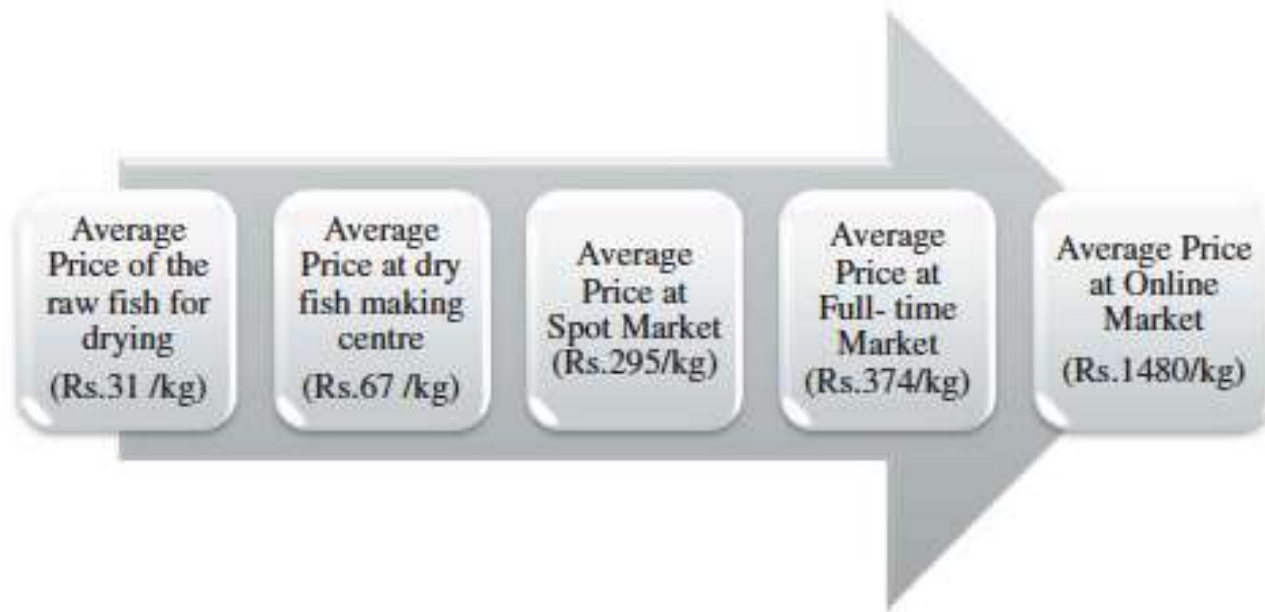 Average
Price of the
raw fish for
drying
(Rs.31 /kg)
Average
Price at dry
fish making
centre
(Rs.67 /kg)
Average
Price at
Spot Market
(Rs.295/kg)
Average
Price at
Full- time
Market
(Rs.374/kg)
Average Price
at Online
Market
(Rs.1480/kg)